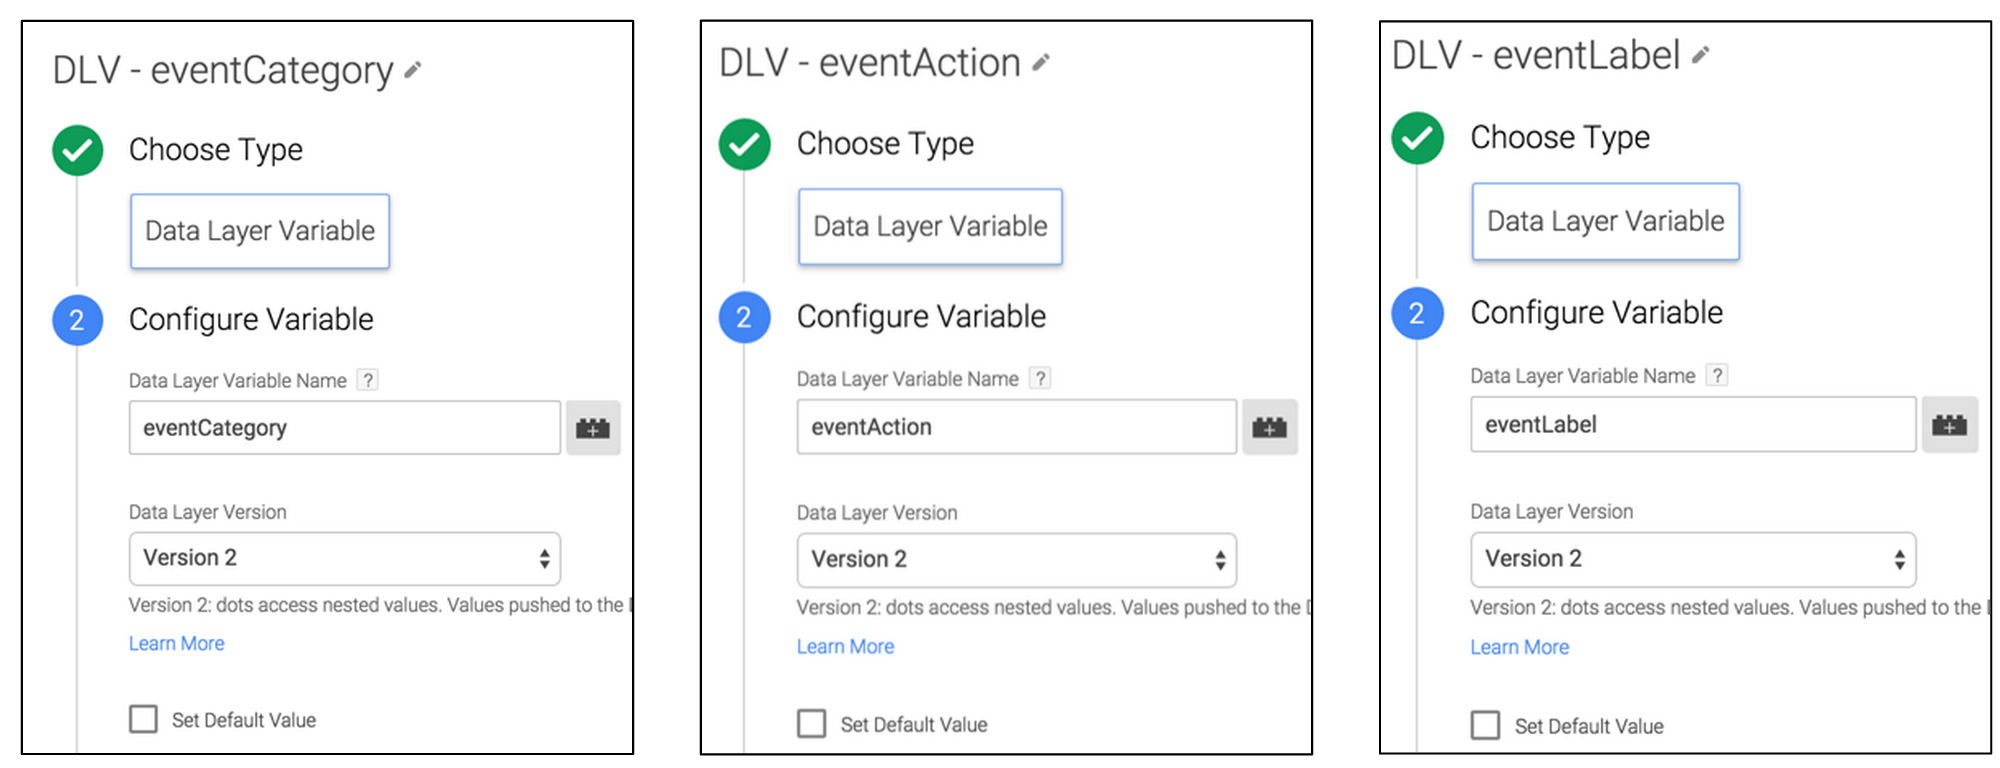 DLV - eventCategory
Choose Type
Data Layer Variable
2
Configure Variable
Data Layer Variable Name ?
eventCategory
Data Layer Version
Version 2
Version 2: dots access nested values. Values pushed to the
Learn More
Set Default Value
DLV - eventAction
Choose Type
Data Layer Variable
2
Configure Variable
Data Layer Variable Name ?
eventAction
Data Layer Version
Version 2
Version 2: dots access nested values. Values pushed to the
Learn More
Set Default Value
DLV - eventLabel
Choose Type
Data Layer Variable
2
Configure Variable
Data Layer Variable Name ?
eventLabel
Data Layer Version
Version 2
Version 2: dots access nested values. Values pushed to the
Learn More
Set Default Value